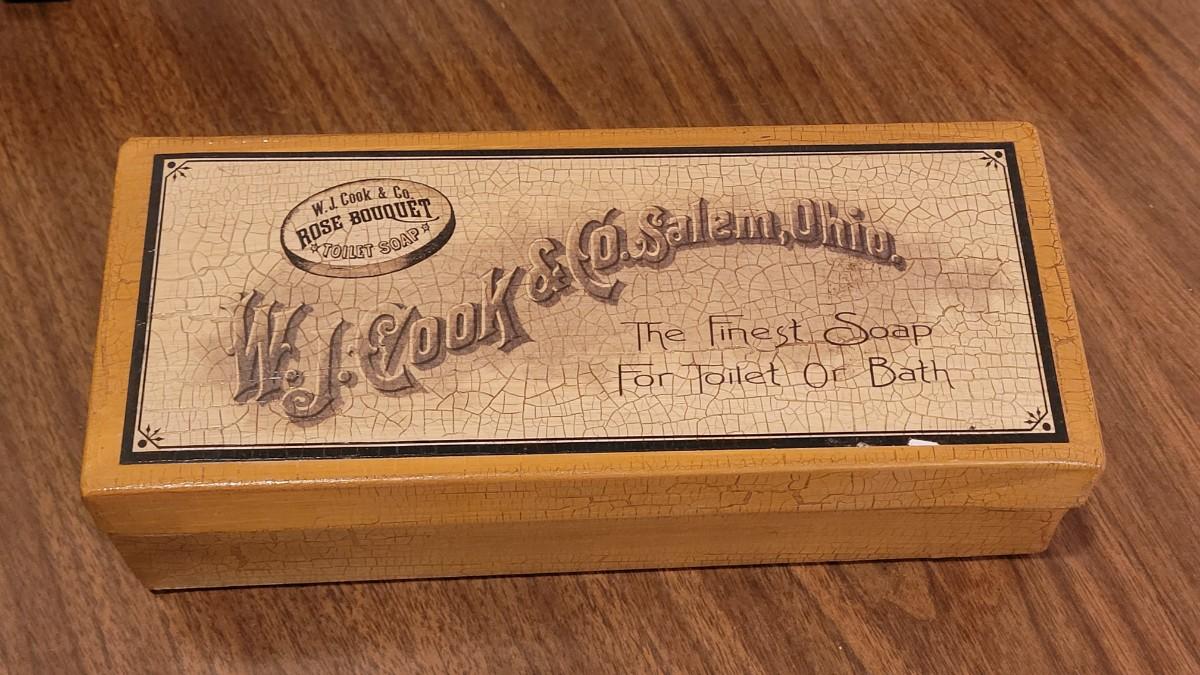 W. J. Cook & Co.
ROSE BOUQUET
*TOILET SOAP*
W. J. Cook & Co. Salem, Ohio.
The Finest Soap
For Toilet Or Bath